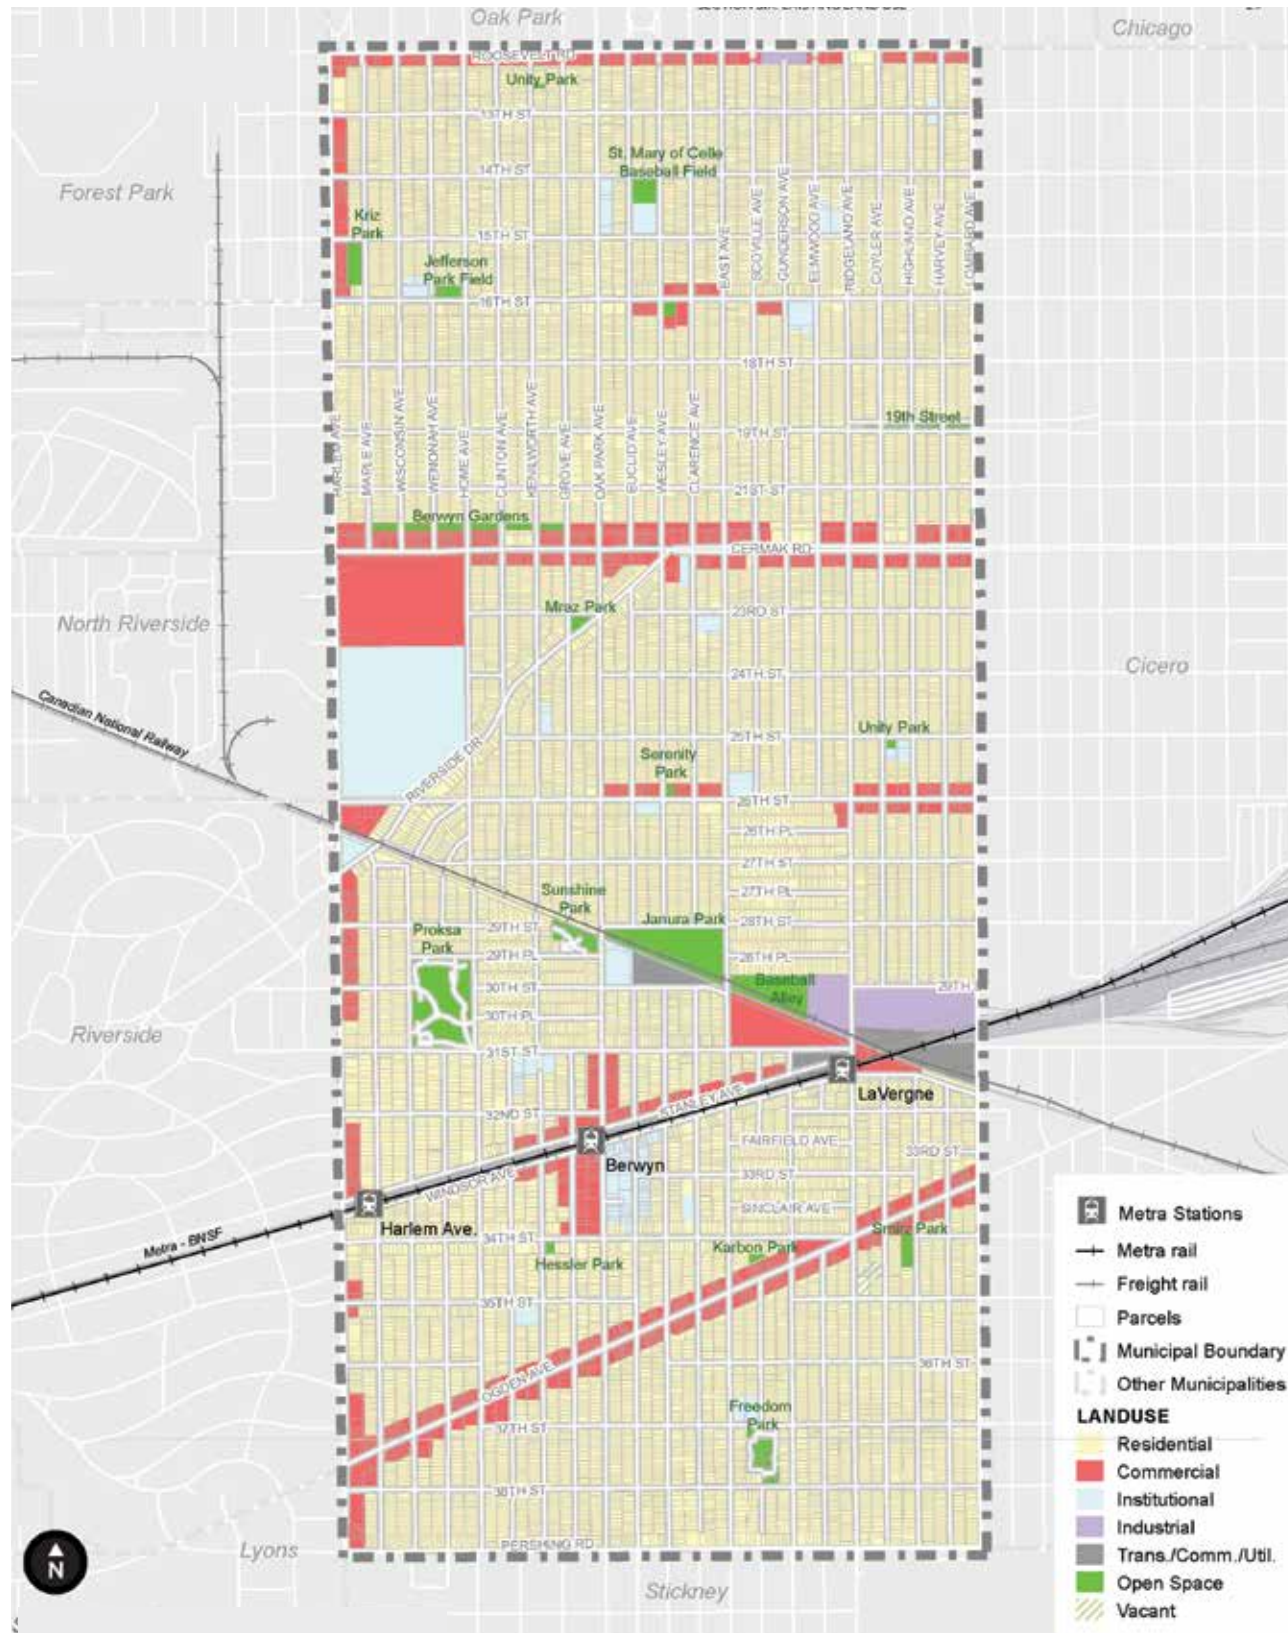 Oak Park
Chicago
ROOSEVELT RD
Unity Park
13TH ST
St. Mary of Celle
Baseball Field
14TH ST
Forest Park
Kriz
Park
15TH ST
Jefferson
Park Field
16TH ST
EAST AVE
SCOVILLE AVE
GUNDERSON AVE
ELMWOOD AVE
RIDGELAND AVE
CUYLER AVE
HIGHLAND AVE
HARVEY AVE
LOMBARD AVE
18TH ST
19th Street
19TH ST
HARLEM AVE
MAPLE AVE
WISCONSIN AVE
WENONAH AVE
HOME AVE
CLINTON AVE
KENILWORTH AVE
GROVE AVE
OAK PARK AVE
EUCLID AVE
WESLEY AVE
CLARENCE AVE
21ST ST
Berwyn Gardens
CERMAK RD
Mraz Park
23RD ST
North Riverside
24TH ST
Cicero
Canadian National Railway
Unity Park
25TH ST
RIVERSIDE DR
Serenity
Park
26TH ST
26TH PL
27TH ST
27TH PL
Sunshine
Park
Janura Park
28TH ST
Proksa
Park
29TH ST
29TH PL
28TH PL
Baseball
Alley
30TH ST
29TH
30TH PL
Riverside
31ST ST
LaVergne
STANLEY AVE
32ND ST
FAIRFIELD AVE
33RD ST
Berwyn
33RD ST
WINDSOR AVE
SINCLAIR AVE
Harlem Ave.
Metra - BNSF
34TH ST
Smirz Park
Karbon Park
Hessler Park
35TH ST
36TH ST
OGDEN AVE
Freedom
Park
37TH ST
38TH ST
PERSHING RD
Lyons
Stickney
N
Metra Stations
Metra rail
Freight rail
Parcels
Municipal Boundary
Other Municipalities
LANDUSE
Residential
Commercial
Institutional
Industrial
Trans./Comm./Util.
Open Space
Vacant